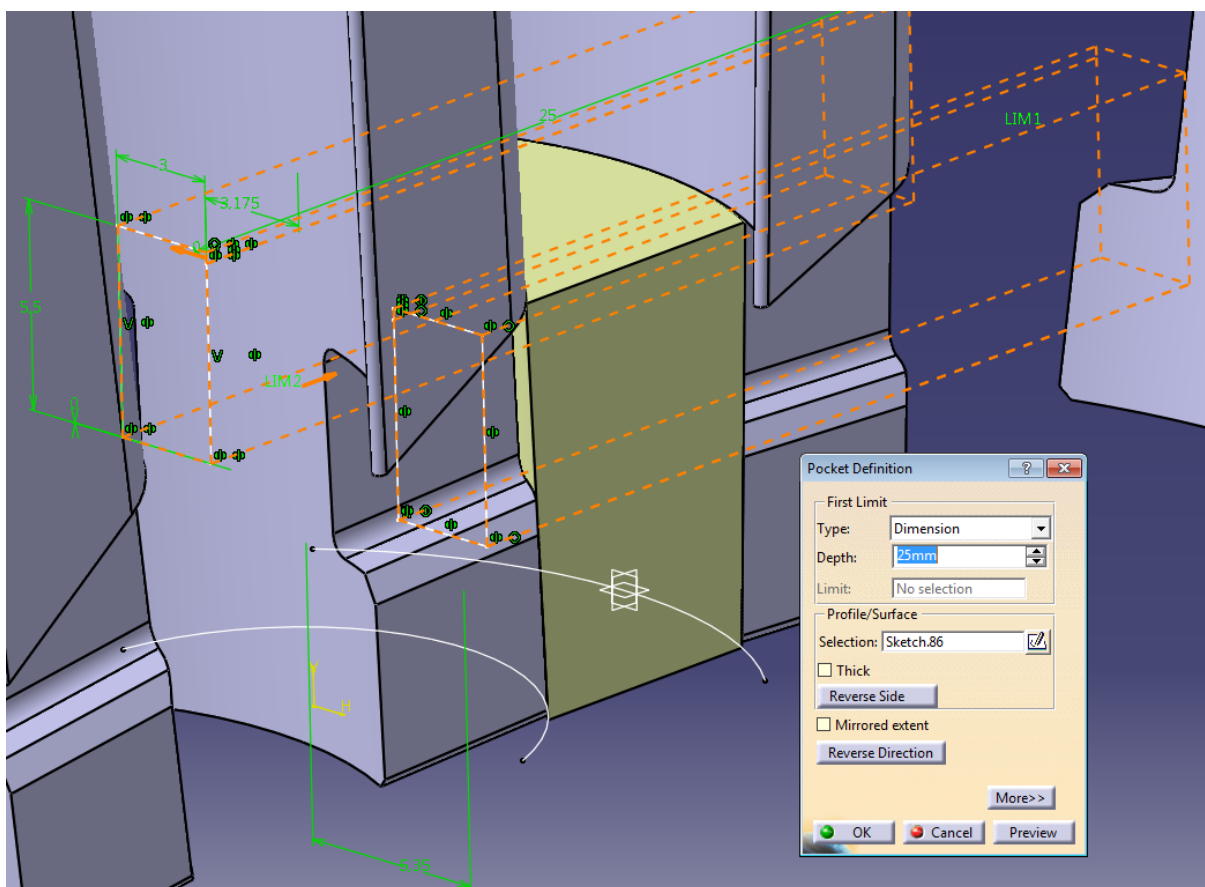 25
LIM1
3
3.175
5.5
V
V
LIM2
0
Y
H
6.35
Pocket Definition
?
First Limit
Type: Dimension
Depth: 25mm
Limit: No selection
Profile/Surface
Selection: Sketch.86
Thick
Reverse Side
Mirrored extent
Reverse Direction
More>>
OK Cancel Preview